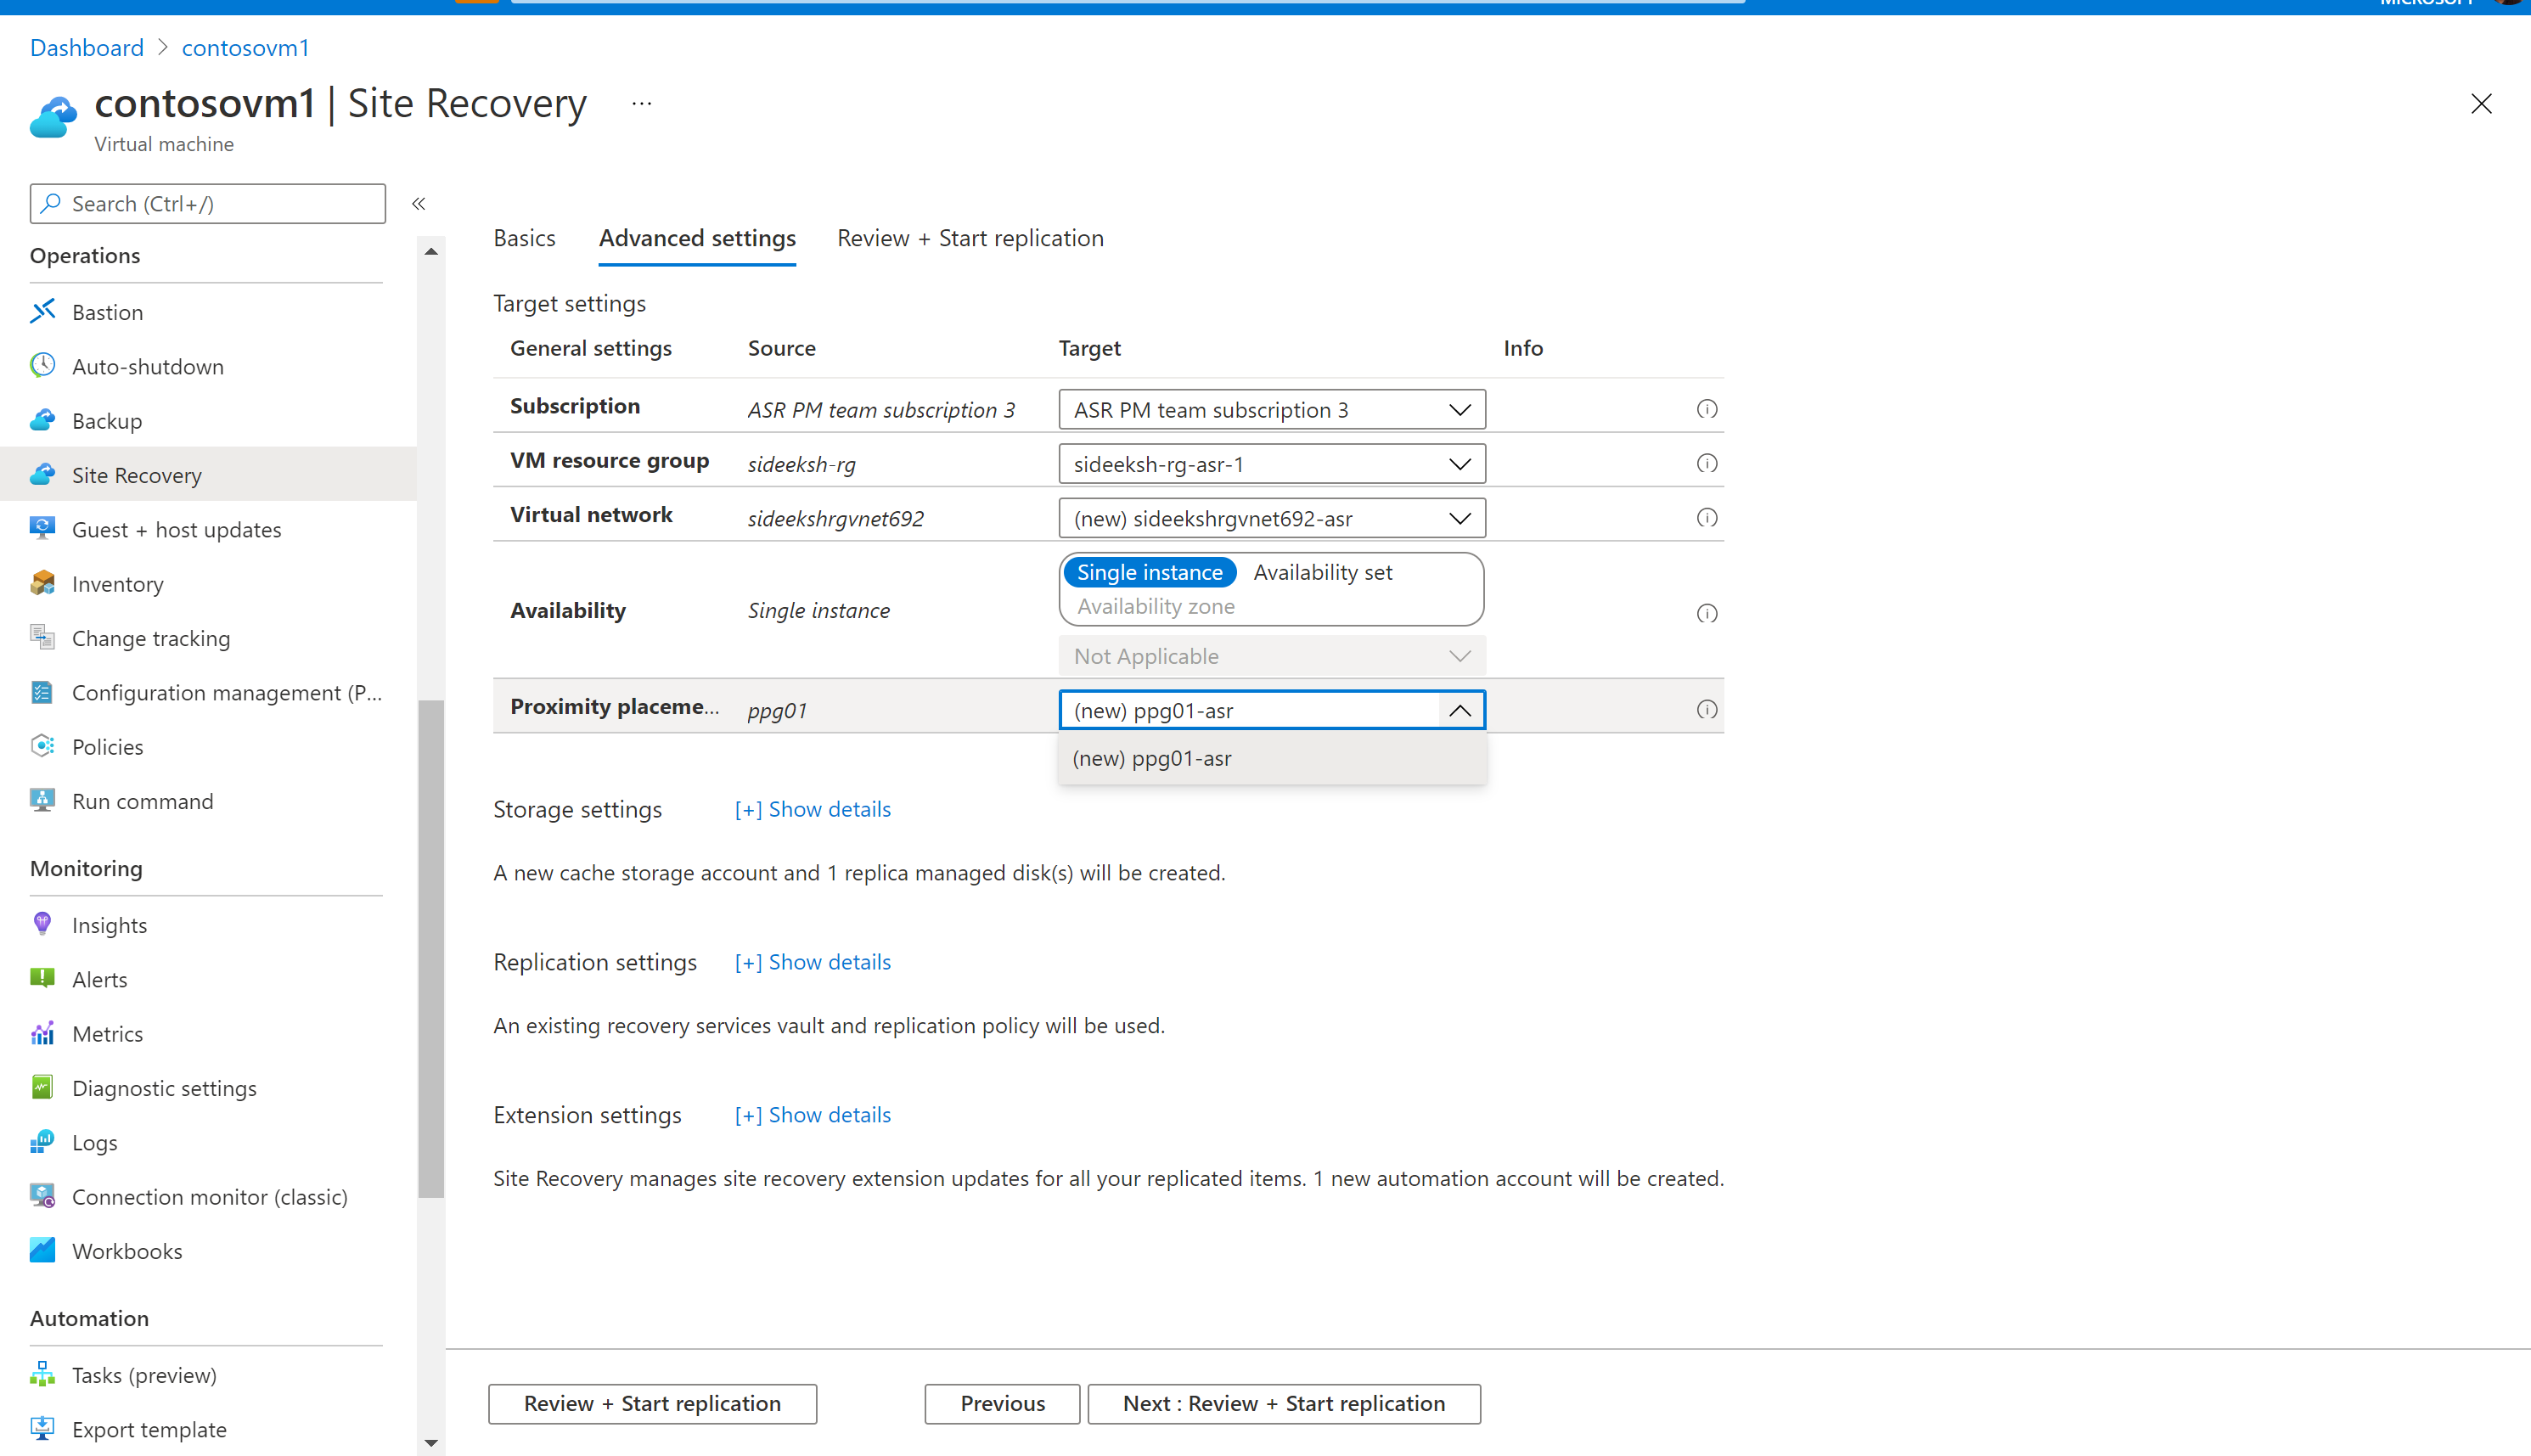 MICROSOFT
Dashboard > contosovm1
contosovm1 | Site Recovery ...
Virtual machine
Search (Ctrl+/) «
Operations
Bastion
Auto-shutdown
Backup
Site Recovery
Guest + host updates
Inventory
Change tracking
Configuration management (P...
Policies
Run command
Monitoring
Insights
Alerts
Metrics
Diagnostic settings
Logs
Connection monitor (classic)
Workbooks
Automation
Tasks (preview)
Export template
Basics Advanced settings Review + Start replication
Target settings
General settings Source Target Info
Subscription ASR PM team subscription 3 ASR PM team subscription 3
VM resource group sideeksh-rg sideeksh-rg-asr-1
Virtual network sideekshrgvnet692 (new) sideekshrgvnet692-asr
Single instance Availability set
Availability Single instance
Availability zone
Not Applicable
Proximity placeme... ppg01 (new) ppg01-asr
(new) ppg01-asr
Storage settings [+] Show details
A new cache storage account and 1 replica managed disk(s) will be created.
Replication settings [+] Show details
An existing recovery services vault and replication policy will be used.
Extension settings [+] Show details
Site Recovery manages site recovery extension updates for all your replicated items. 1 new automation account will be created.
Review + Start replication Previous Next : Review + Start replication